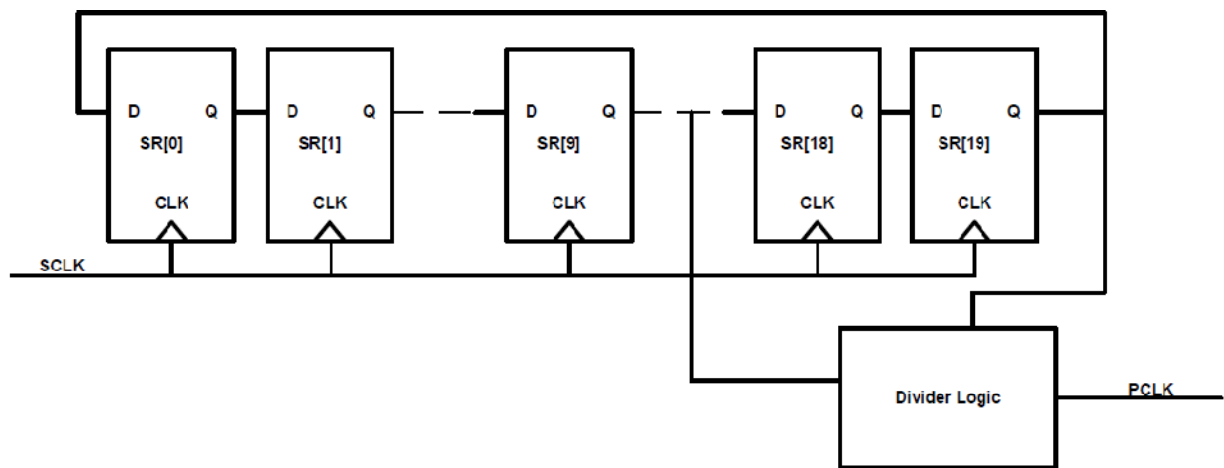 D Q D Q D Q D Q D Q
SR[0] SR[1] SR[9] SR[18] SR[19]
CLK CLK CLK CLK CLK
SCLK
Divider Logic PCLK